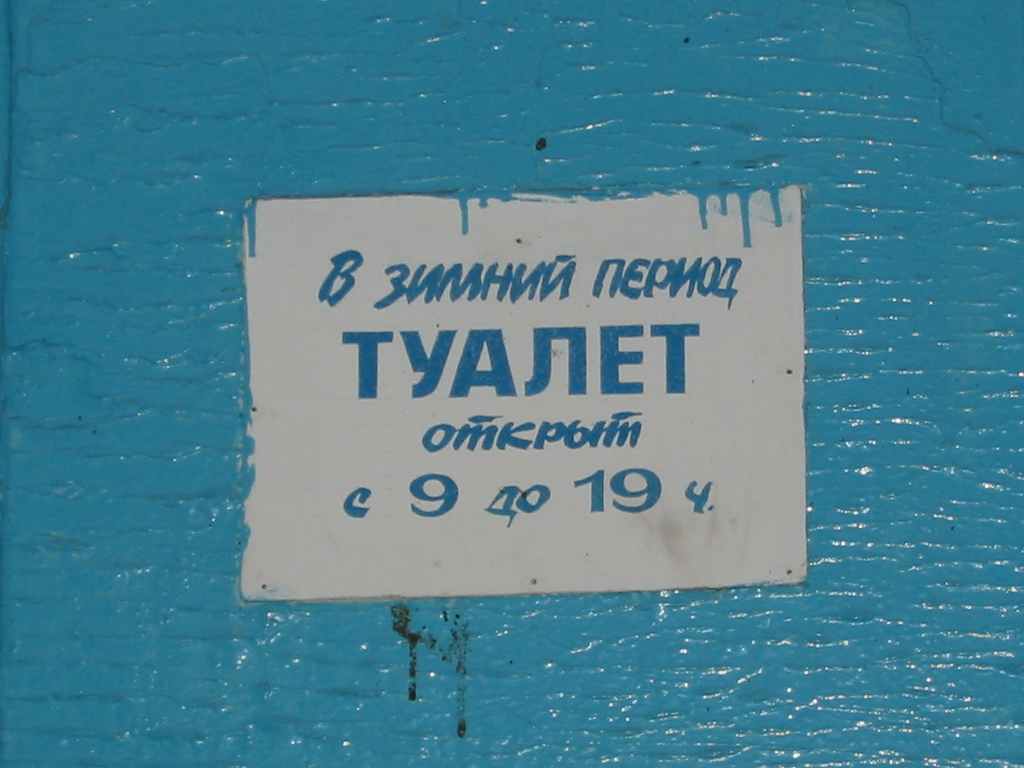 В зимний период
ТУАЛЕТ
открыт
с 9 до 19 ч.